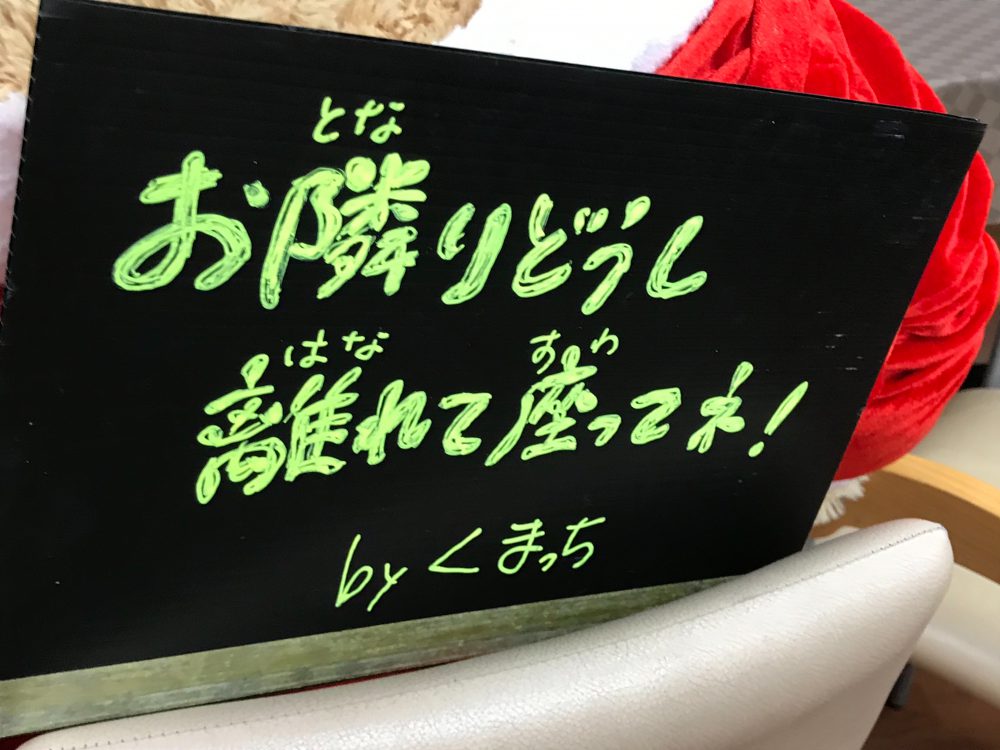 とな
お隣りどうし
はな すわ
離れて座ってネ!
by くまっち